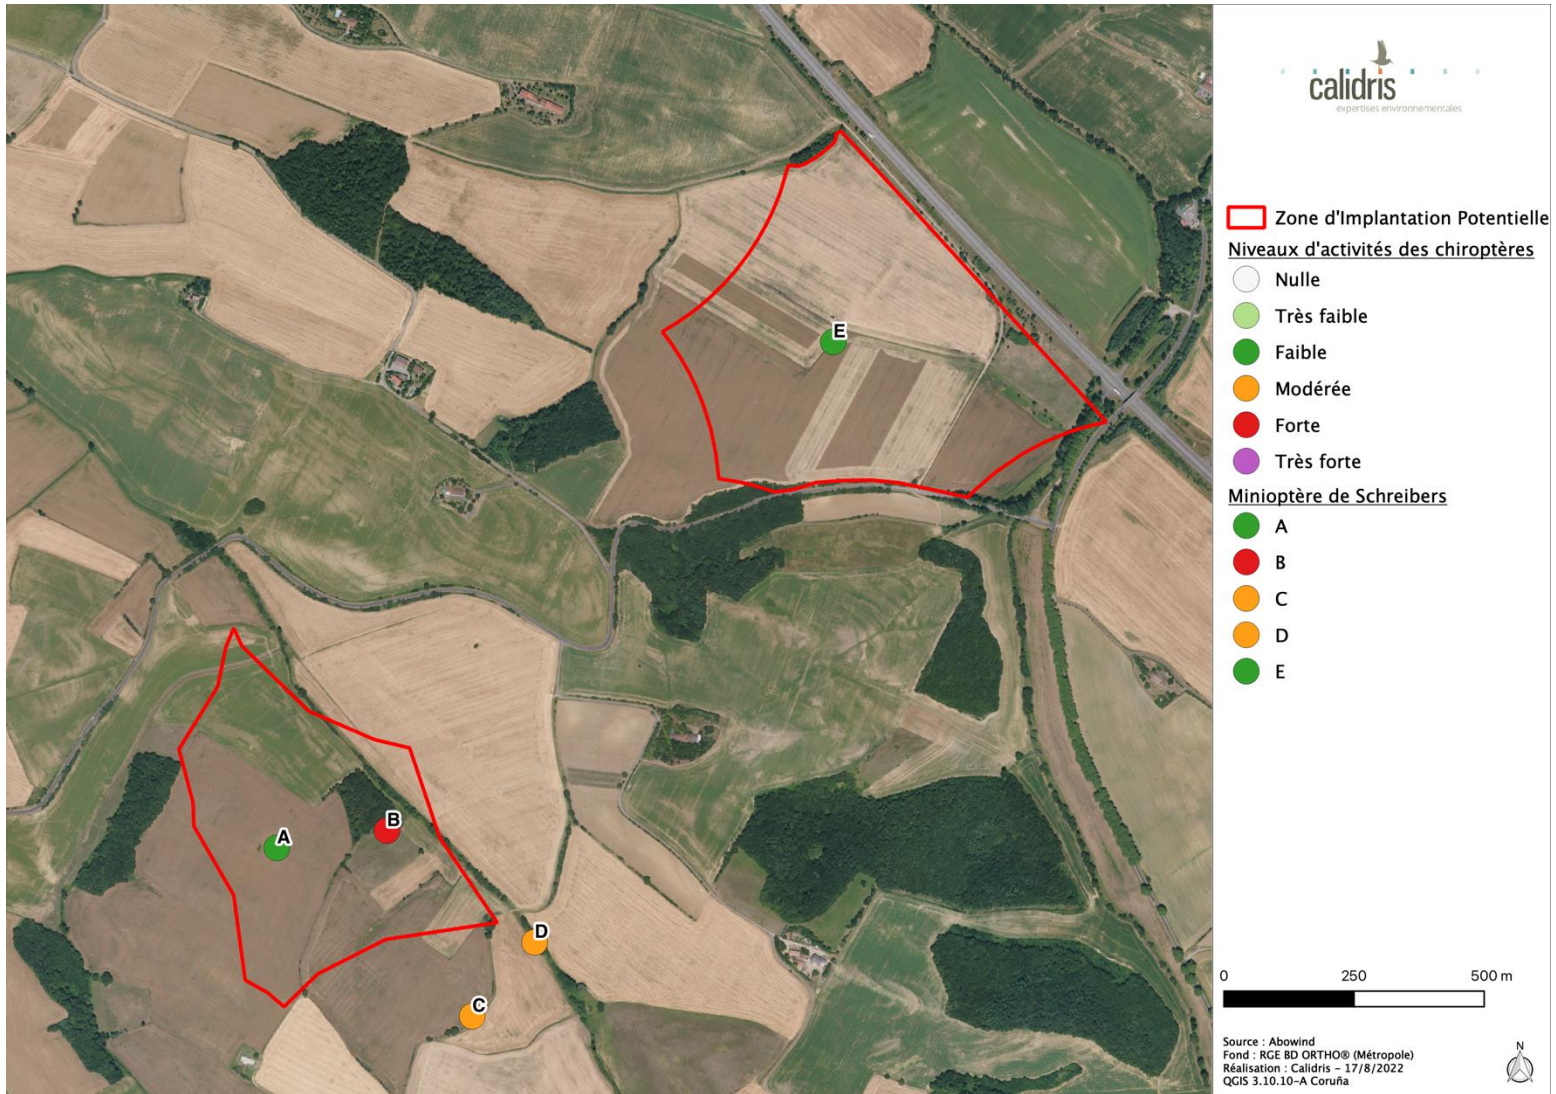 calidris
expertises environnementales
Zone d'Implantation Potentielle
Niveaux d'activités des chiroptères
Nulle
Très faible
Faible
Modérée
Forte
Très forte
Minioptère de Schreibers
A
B
C
D
E
E
A
B
D
C
0 250 500 m
Source : Abowind
Fond : RGE BD ORTHO® (Métropole)
Réalisation : Calidris - 17/8/2022
QGIS 3.10.10-A Coruña
N